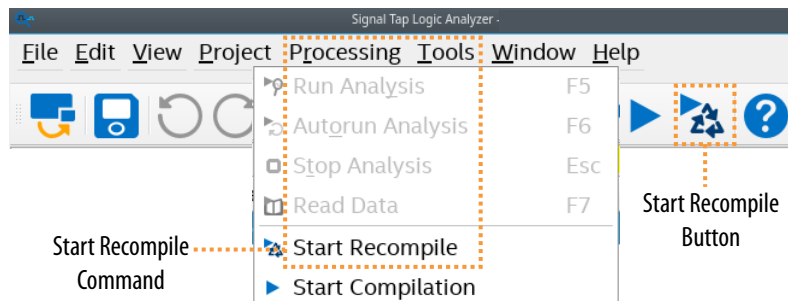 Signal Tap Logic Analyzer -
File Edit View Project Processing Tools Window Help
Run Analysis F5
Autorun Analysis F6
Stop Analysis Esc
Read Data F7
Start Recompile
Start Compilation
Start Recompile
Command
Start Recompile
Button